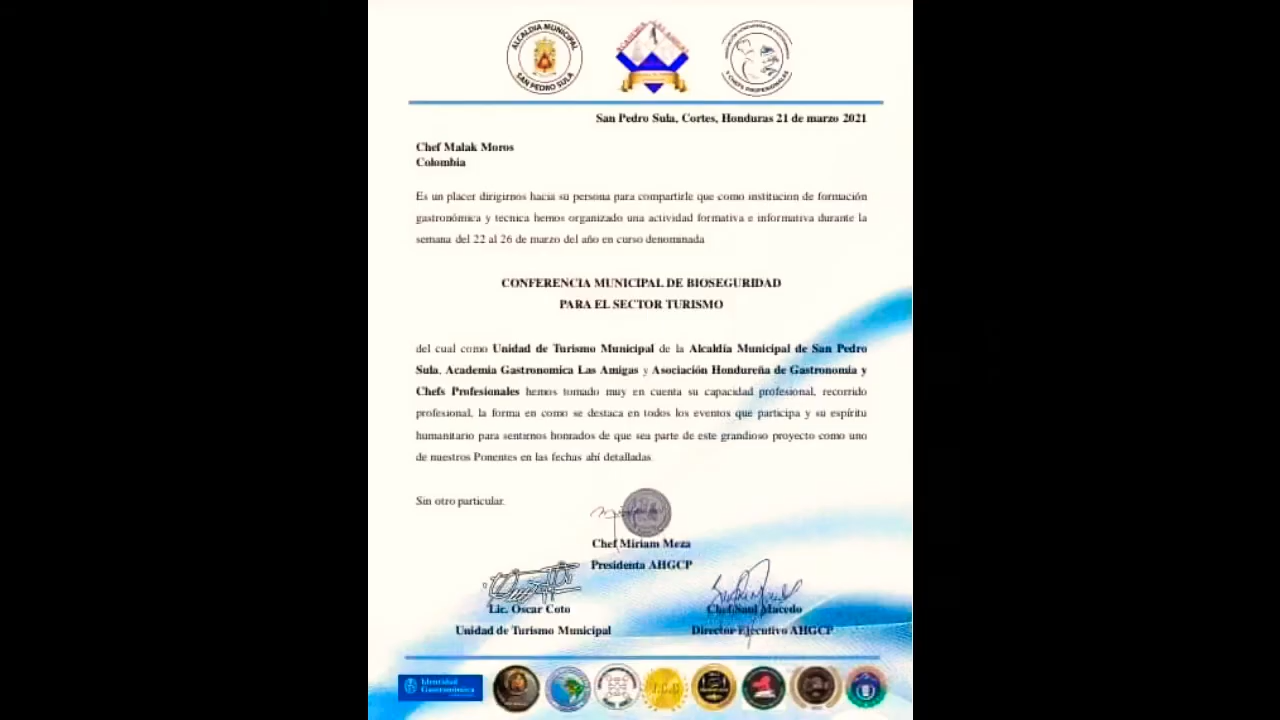 ALCALDIA MUNICIPAL
SAN PEDRO SULA
ACADEMIA LAS AMIGAS
Y CHEFS PROFESIONALES
San Pedro Sula, Cortes, Honduras 21 de marzo 2021
Chef Malak Moros
Colombia
Es un placer dirigirnos hacia su persona para compartirle que como institucion de formación
gastronómica y tecnica hemos organizado una actividad formativa e informativa durante la
semana del 22 al 26 de marzo del año en curso denominada
CONFERENCIA MUNICIPAL DE BIOSEGURIDAD
PARA EL SECTOR TURISMO
del cual como Unidad de Turismo Municipal de la Alcaldía Municipal de San Pedro
Sula, Academia Gastronomica Las Amigas y Asociación Hondureña de Gastronomia y
Chefs Profesionales hemos tomado muy en cuenta su capacidad profesional, recorrido
profesional, la forma en como se destaca en todos los eventos que participa y su espíritu
humanitario para sentirnos honrados de que sea parte de este grandioso proyecto como uno
de nuestros Ponentes en las fechas ahí detalladas.
Sin otro particular.
Chef Miriam Meza
Presidenta AHGCP
Lic. Oscar Coto
Unidad de Turismo Municipal
Chef Saul Macedo
Director Ejecutivo AHGCP
Identidad
Gastronómica